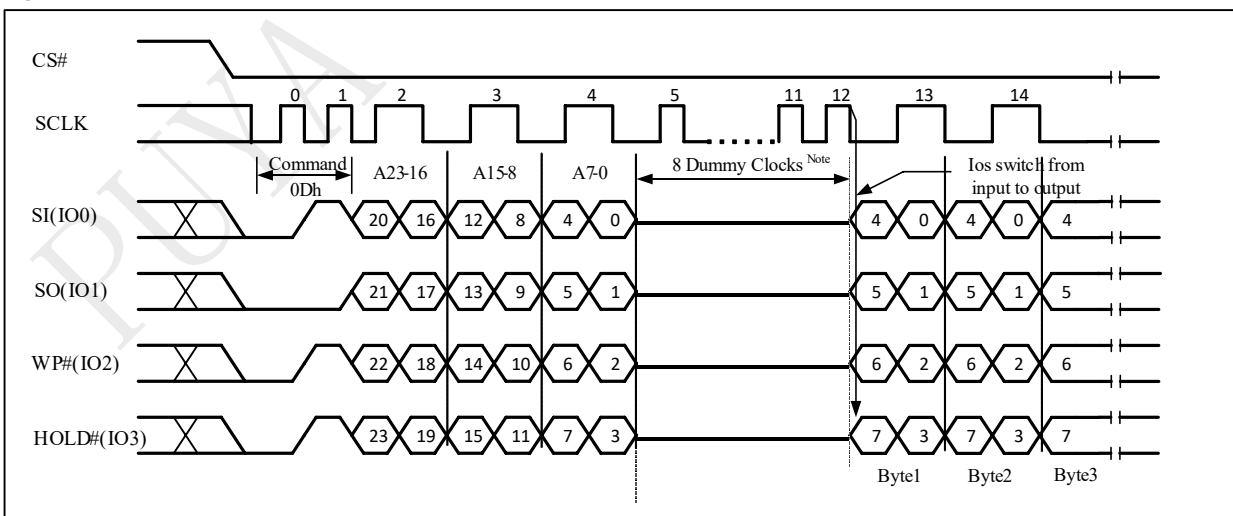 PUYA
CS#
SCLK
0 1 2 3 4 5 11 12 13 14
Command
0Dh
A23-16
A15-8
A7-0
8 Dummy Clocks Note
Ios switch from
input to output
SI(IO0)
20 16 12 8 4 0 4 0 4 0 4
SO(IO1)
21 17 13 9 5 1 5 1 5 1 5
WP#(IO2)
22 18 14 10 6 2 6 2 6 2 6
HOLD#(IO3)
23 19 15 11 7 3 7 3 7 3 7
Byte1 Byte2 Byte3